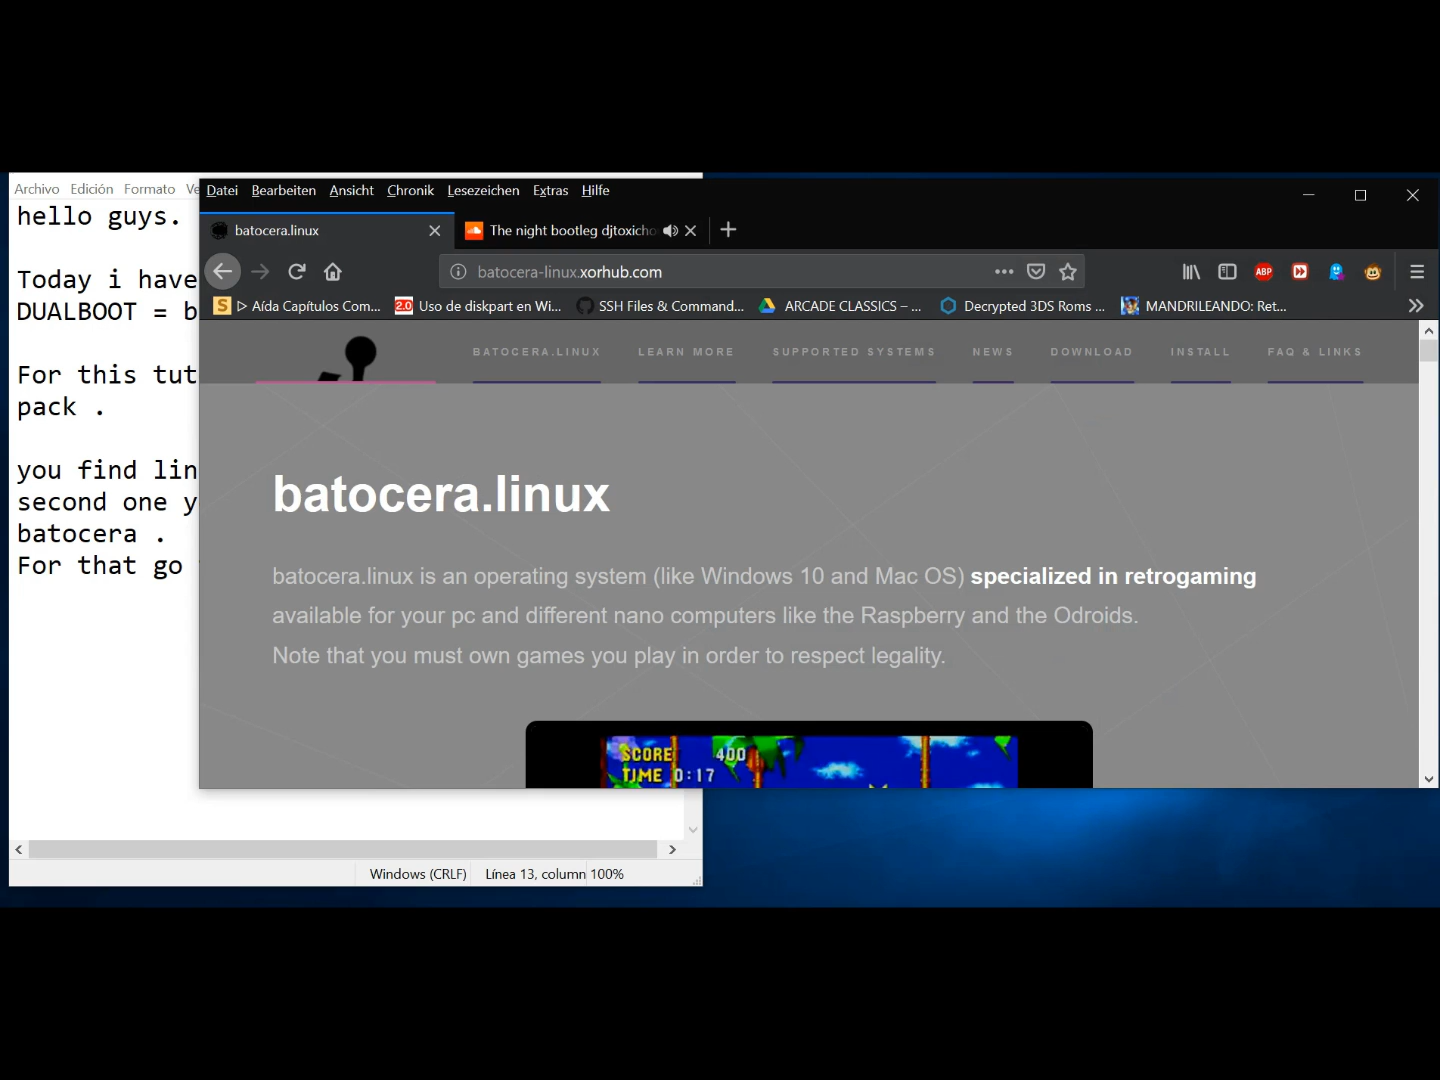 Archivo Edición Formato Ve
hello guys.
Today i have
DUALBOOT = b
For this tut
pack .
you find lin
second one y
batocera .
For that go
Windows (CRLF) Línea 13, column 100%
Datei Bearbeiten Ansicht Chronik Lesezeichen Extras Hilfe
batocera.linux
The night bootleg djtoxicho
batocera-linux.xorhub.com
ABP
S Aída Capítulos Com...
2.0 Uso de diskpart en Wi...
SSH Files & Command...
ARCADE CLASSICS – ...
Decrypted 3DS Roms ...
MANDRILEANDO: Ret...
BATOCERA.LINUX LEARN MORE SUPPORTED SYSTEMS NEWS DOWNLOAD INSTALL FAQ & LINKS
batocera.linux
batocera.linux is an operating system (like Windows 10 and Mac OS) specialized in retrogaming
available for your pc and different nano computers like the Raspberry and the Odroids.
Note that you must own games you play in order to respect legality.
SCORE 400
TIME 0:17